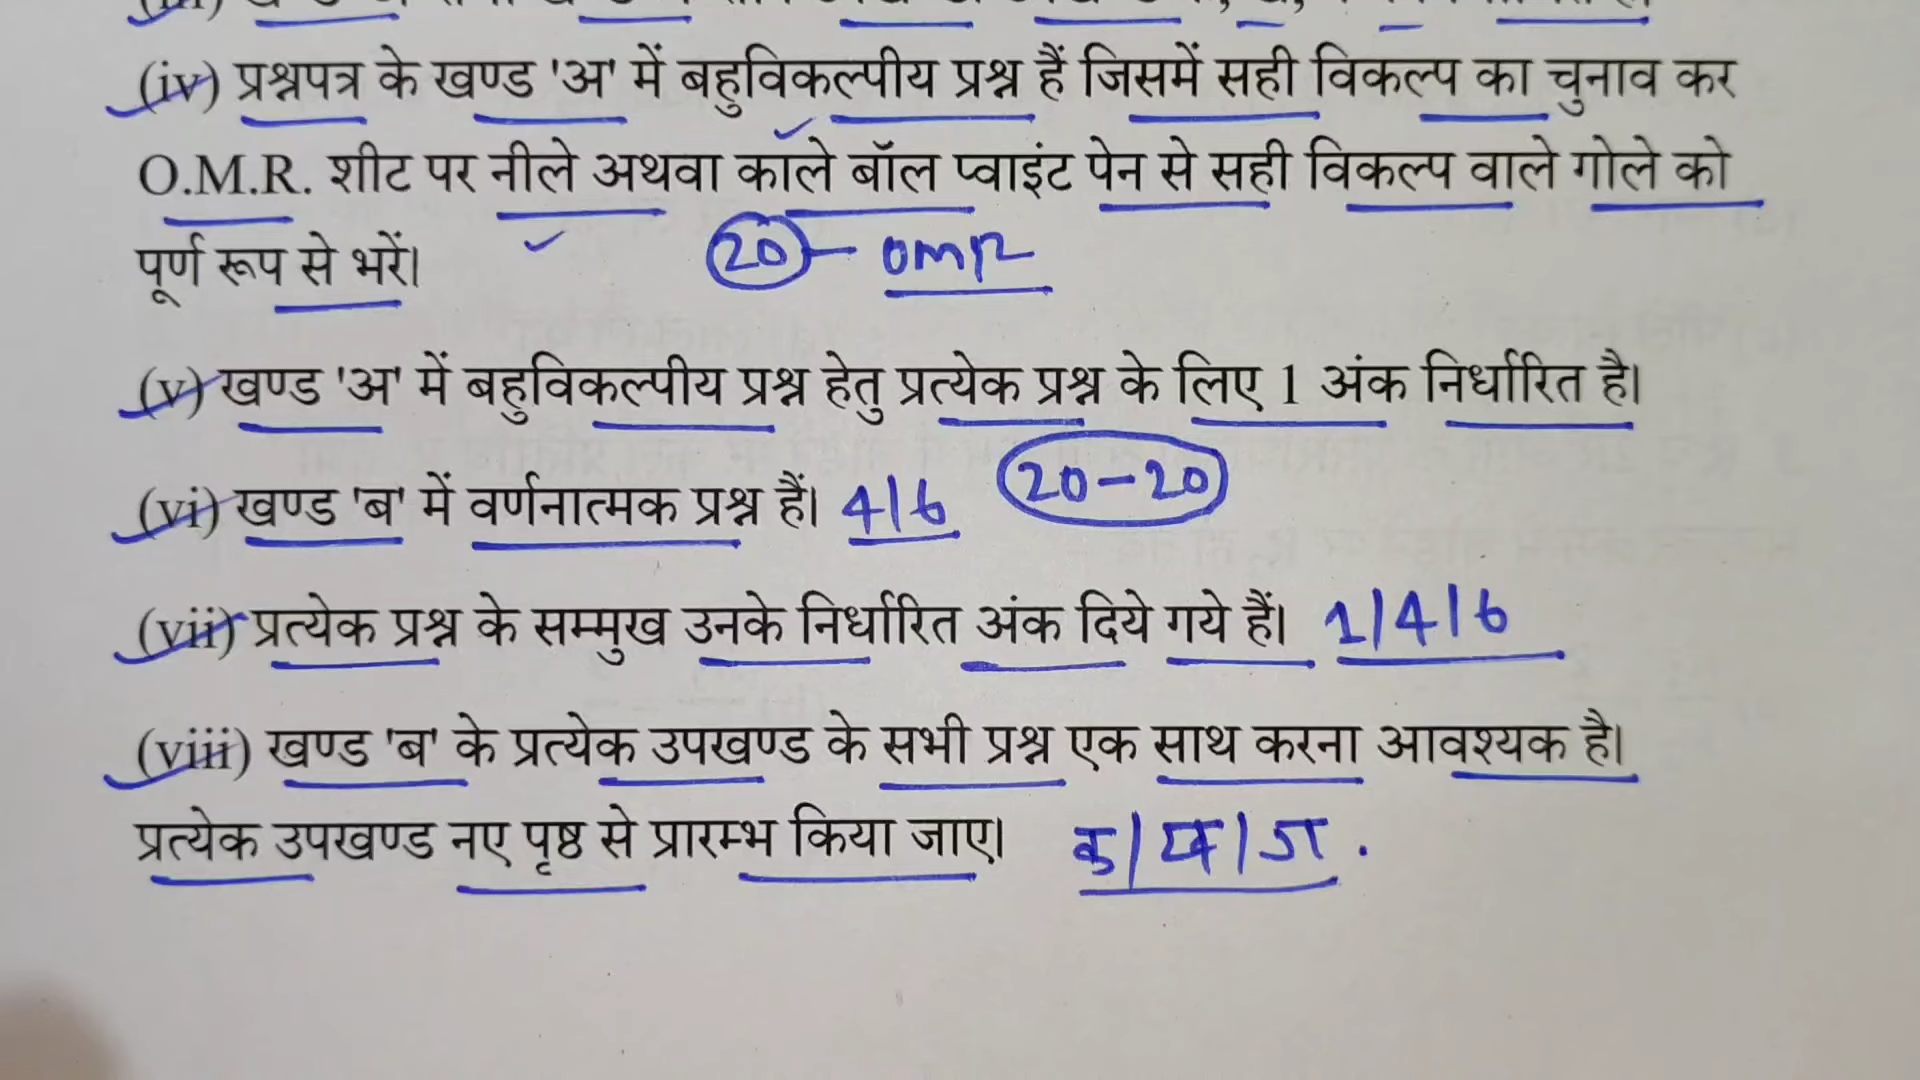 (iv) प्रश्नपत्र के खण्ड 'अ' में बहुविकल्पीय प्रश्न हैं जिसमें सही विकल्प का चुनाव कर
O.M.R. शीट पर नीले अथवा काले बॉल प्वाइंट पेन से सही विकल्प वाले गोले को
पूर्ण रूप से भरें। 20 - OMR
(v) खण्ड 'अ' में बहुविकल्पीय प्रश्न हेतु प्रत्येक प्रश्न के लिए 1 अंक निर्धारित है।
20-20
(vi) खण्ड 'ब' में वर्णनात्मक प्रश्न हैं। 4|6
(vii) प्रत्येक प्रश्न के सम्मुख उनके निर्धारित अंक दिये गये हैं। 1|4|6
(viii) खण्ड 'ब' के प्रत्येक उपखण्ड के सभी प्रश्न एक साथ करना आवश्यक है।
प्रत्येक उपखण्ड नए पृष्ठ से प्रारम्भ किया जाए। क|ख|ग.